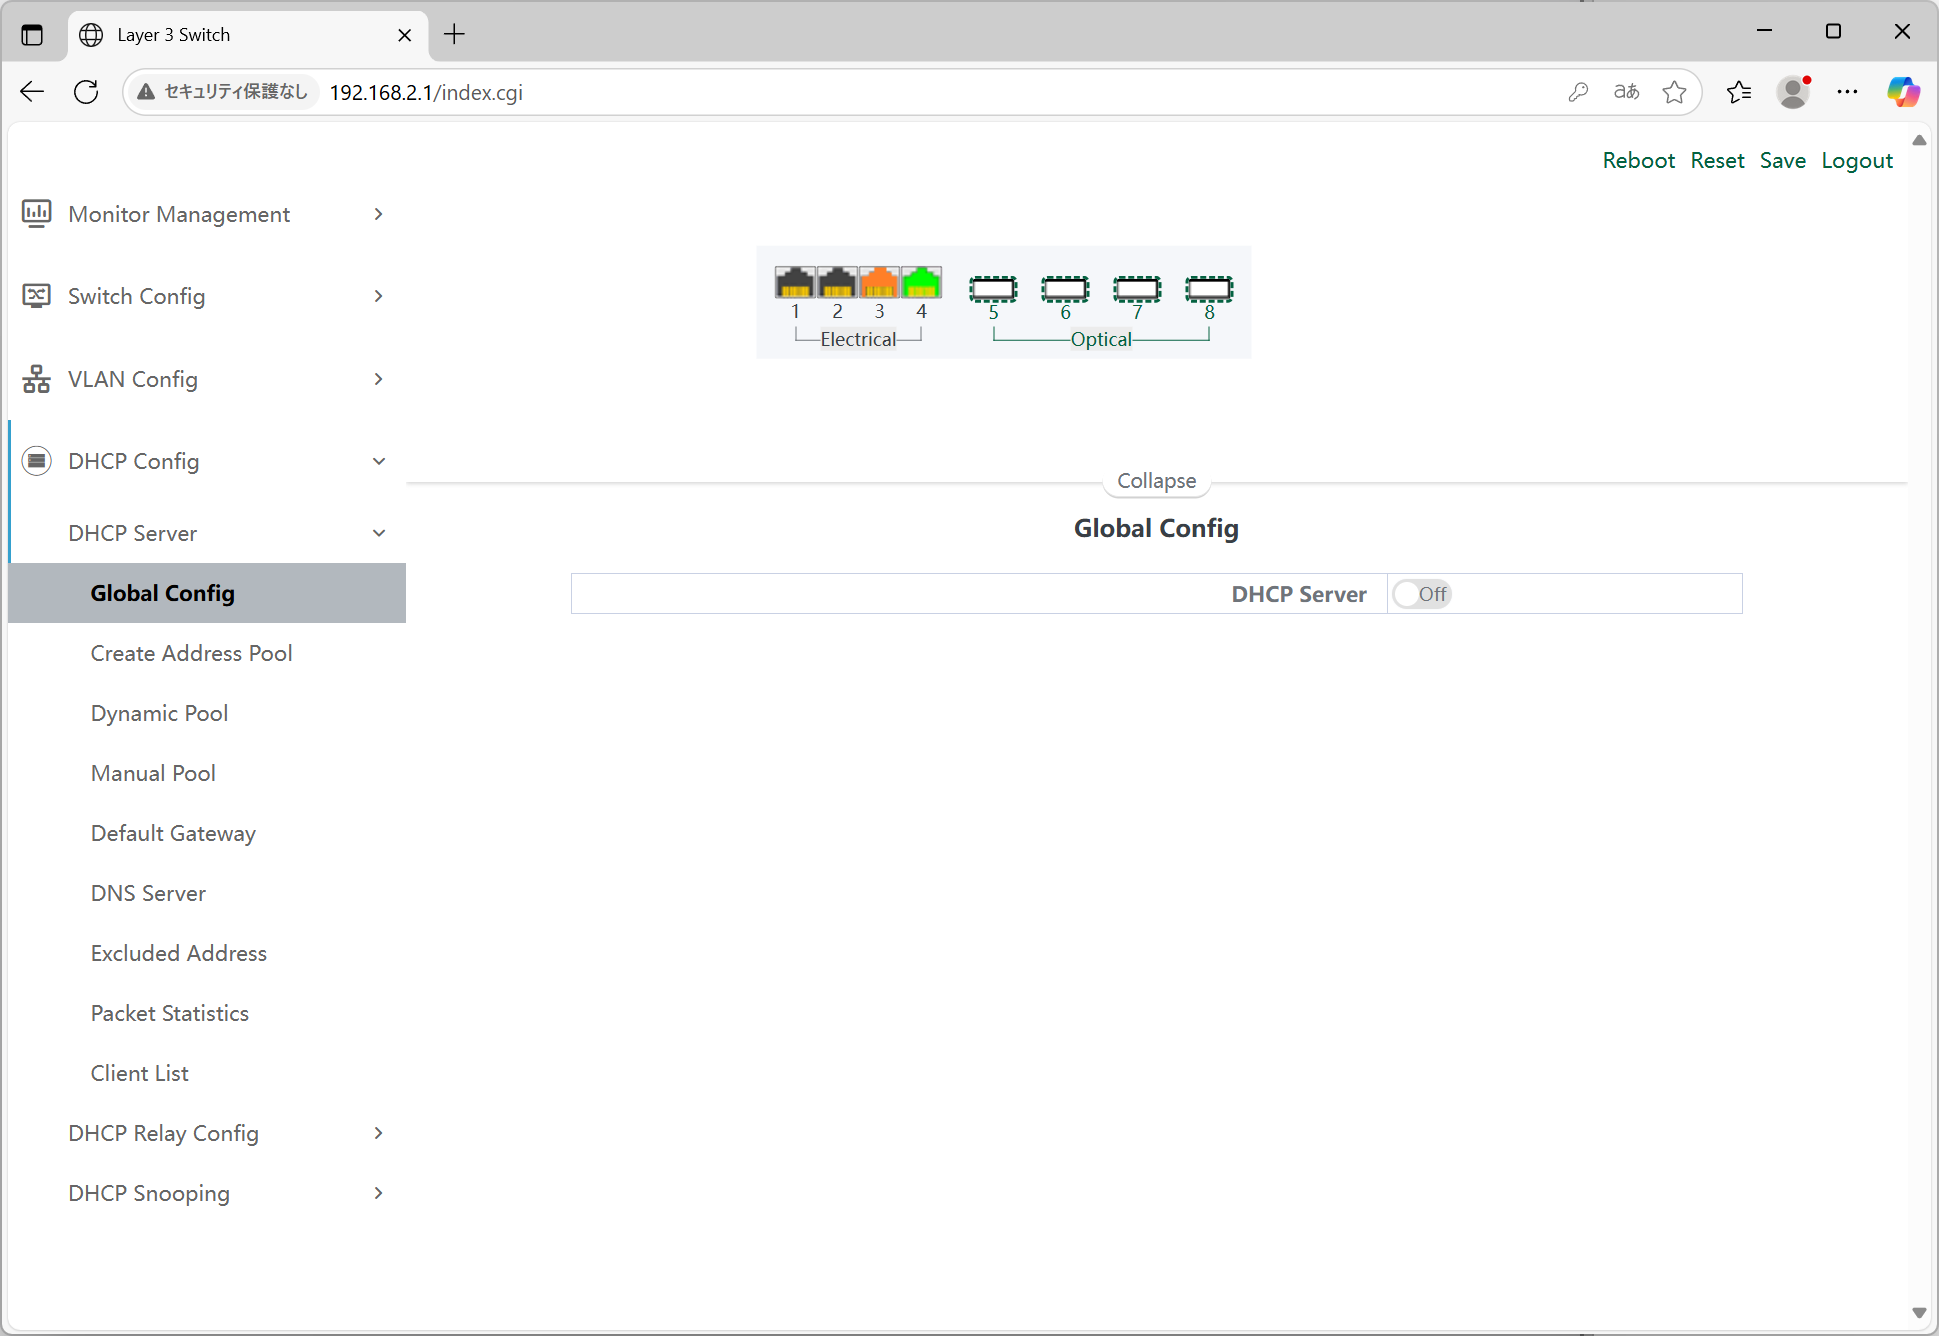 Layer 3 Switch
セキュリティ保護なし 192.168.2.1/index.cgi aあ
Reboot Reset Save Logout
Monitor Management
Switch Config
VLAN Config
DHCP Config
DHCP Server
Global Config
Create Address Pool
Dynamic Pool
Manual Pool
Default Gateway
DNS Server
Excluded Address
Packet Statistics
Client List
DHCP Relay Config
DHCP Snooping
1 2 3 4 5 6 7 8
Electrical Optical
Collapse
Global Config
DHCP Server Off